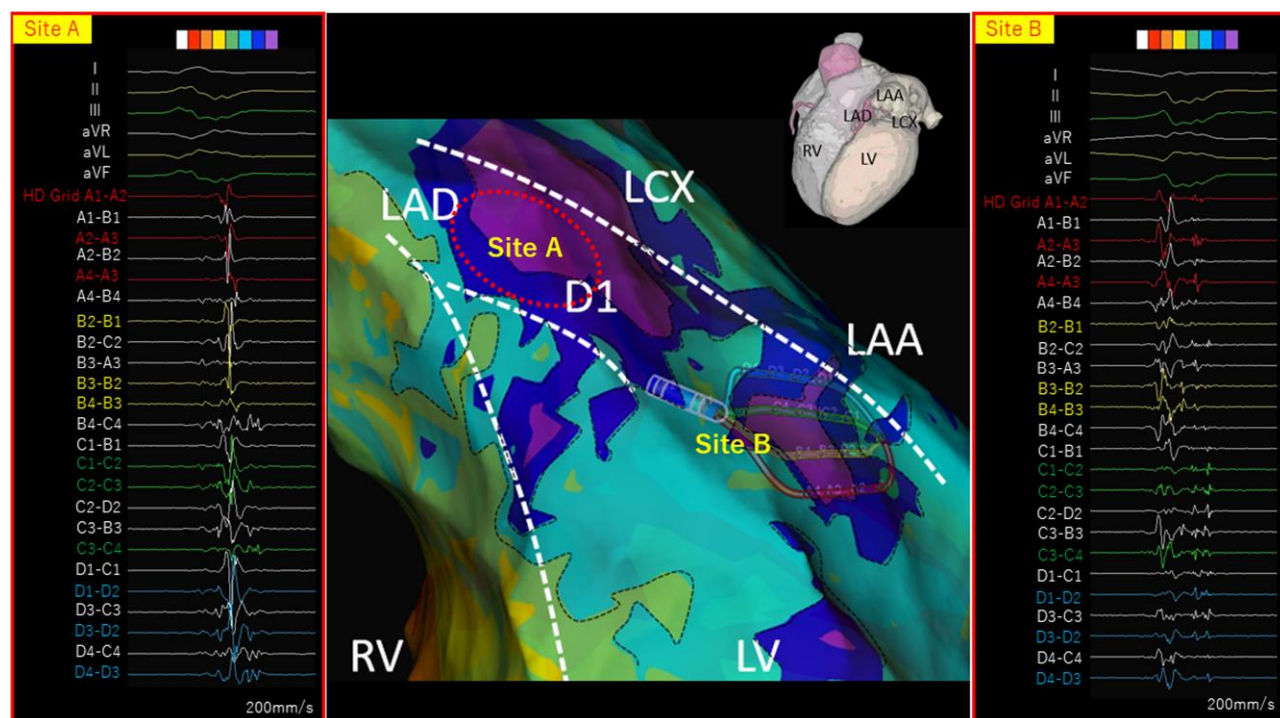 Site A
I
II
III
aVR
aVL
aVF
HD Grid A1-A2
A1-B1
A2-A3
A2-B2
A4-A3
A4-B4
B2-B1
B2-C2
B3-A3
B3-B2
B4-B3
B4-C4
C1-B1
C1-C2
C2-C3
C2-D2
C3-B3
C3-C4
D1-C1
D1-D2
D3-C3
D3-D2
D4-C4
D4-D3
200mm/s
LAD
LCX
Site A
D1
LAA
Site B
RV
LV
LAA
LAD
LCX
RV
LV
Site B
I
II
III
aVR
aVL
aVF
HD Grid A1-A2
A1-B1
A2-A3
A2-B2
A4-A3
A4-B4
B2-B1
B2-C2
B3-A3
B3-B2
B4-B3
B4-C4
C1-B1
C1-C2
C2-C3
C2-D2
C3-B3
C3-C4
D1-C1
D1-D2
D3-C3
D3-D2
D4-C4
D4-D3
200mm/s